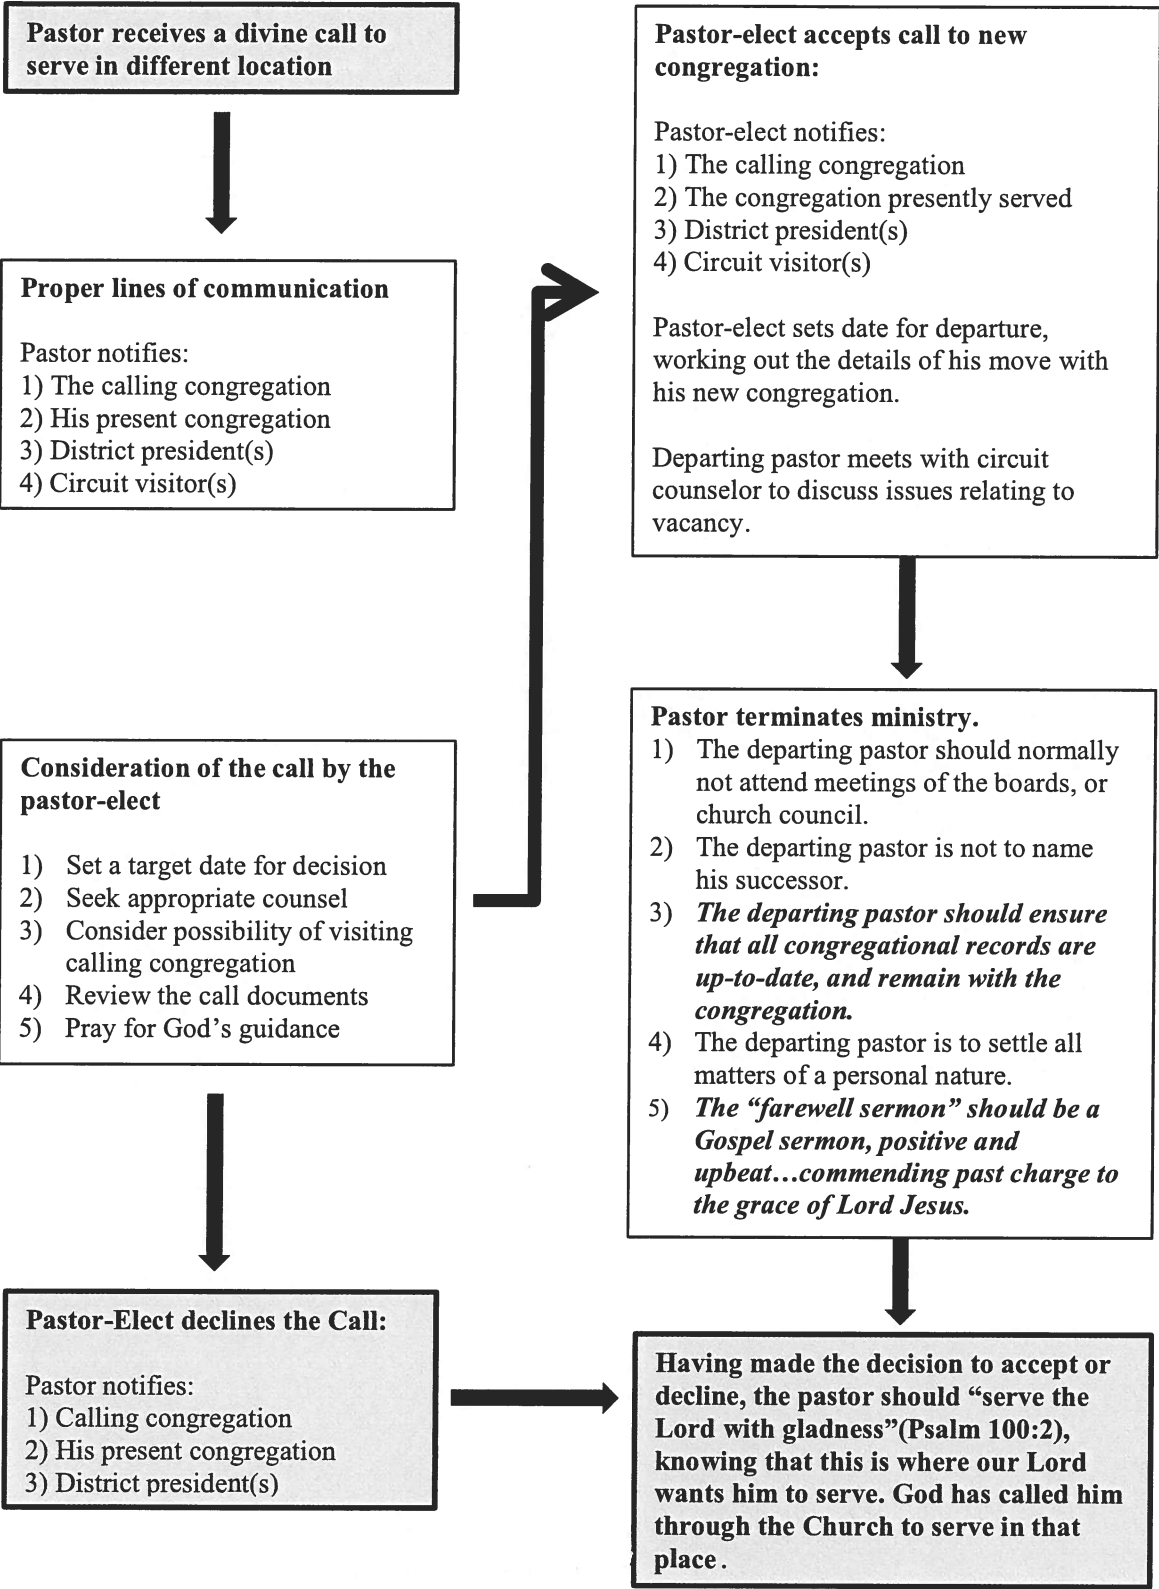 Pastor receives a divine call to
serve in different location
Proper lines of communication
Pastor notifies:
1) The calling congregation
2) His present congregation
3) District president(s)
4) Circuit visitor(s)
Consideration of the call by the
pastor-elect
1) Set a target date for decision
2) Seek appropriate counsel
3) Consider possibility of visiting
calling congregation
4) Review the call documents
5) Pray for God's guidance
Pastor-Elect declines the Call:
Pastor notifies:
1) Calling congregation
2) His present congregation
3) District president(s)
Pastor-elect accepts call to new
congregation:
Pastor-elect notifies:
1) The calling congregation
2) The congregation presently served
3) District president(s)
4) Circuit visitor(s)
Pastor-elect sets date for departure,
working out the details of his move with
his new congregation.
Departing pastor meets with circuit
counselor to discuss issues relating to
vacancy.
Pastor terminates ministry.
1) The departing pastor should normally
not attend meetings of the boards, or
church council.
2) The departing pastor is not to name
his successor.
3) The departing pastor should ensure
that all congregational records are
up-to-date, and remain with the
congregation.
4) The departing pastor is to settle all
matters of a personal nature.
5) The “farewell sermon” should be a
Gospel sermon, positive and
upbeat…commending past charge to
the grace of Lord Jesus.
Having made the decision to accept or
decline, the pastor should “serve the
Lord with gladness”(Psalm 100:2),
knowing that this is where our Lord
wants him to serve. God has called him
through the Church to serve in that
place .